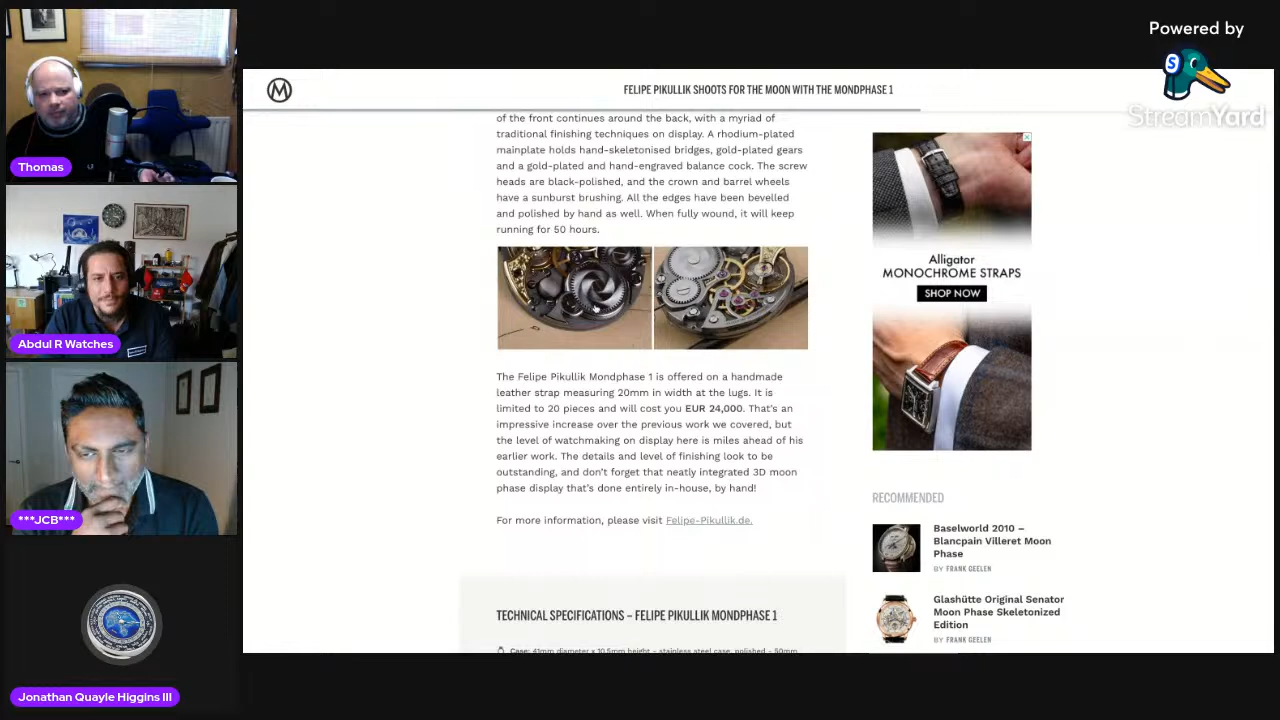 Powered by
StreamYard
S
M
FELIPE PIKULLIK SHOOTS FOR THE MOON WITH THE MONDPHASE 1
of the front continues around the back, with a myriad of
traditional finishing techniques on display. A rhodium-plated
mainplate holds hand-skeletonised bridges, gold-plated gears
and a gold-plated and hand-engraved balance cock. The screw
heads are black-polished, and the crown and barrel wheels
have a sunburst brushing. All the edges have been bevelled
and polished by hand as well. When fully wound, it will keep
running for 50 hours.
The Felipe Pikullik Mondphase 1 is offered on a handmade
leather strap measuring 20mm in width at the lugs. It is
limited to 20 pieces and will cost you EUR 24,000. That's an
impressive increase over the previous work we covered, but
the level of watchmaking on display here is miles ahead of his
earlier work. The details and level of finishing look to be
outstanding, and don't forget that neatly integrated 3D moon
phase display that's done entirely in-house, by hand!
For more information, please visit Felipe-Pikullik.de.
TECHNICAL SPECIFICATIONS – FELIPE PIKULLIK MONDPHASE 1
Case: 41mm diameter x 10.5mm height – stainless steel case, polished – 50mm
Alligator
MONOCHROME STRAPS
SHOP NOW
RECOMMENDED
Baselworld 2010 –
Blancpain Villeret Moon
Phase
BY FRANK GEELEN
Glashütte Original Senator
Moon Phase Skeletonized
Edition
BY FRANK GEELEN
Thomas
Abdul R Watches
***JCB***
Jonathan Quayle Higgins III